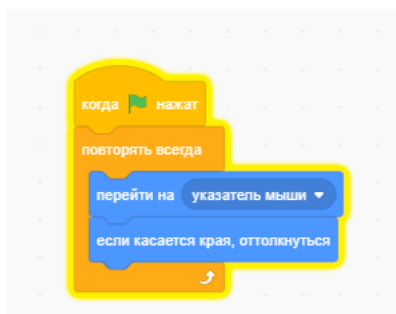 когда нажат
повторять всегда
перейти на указатель мыши
если касается края, оттолкнуться